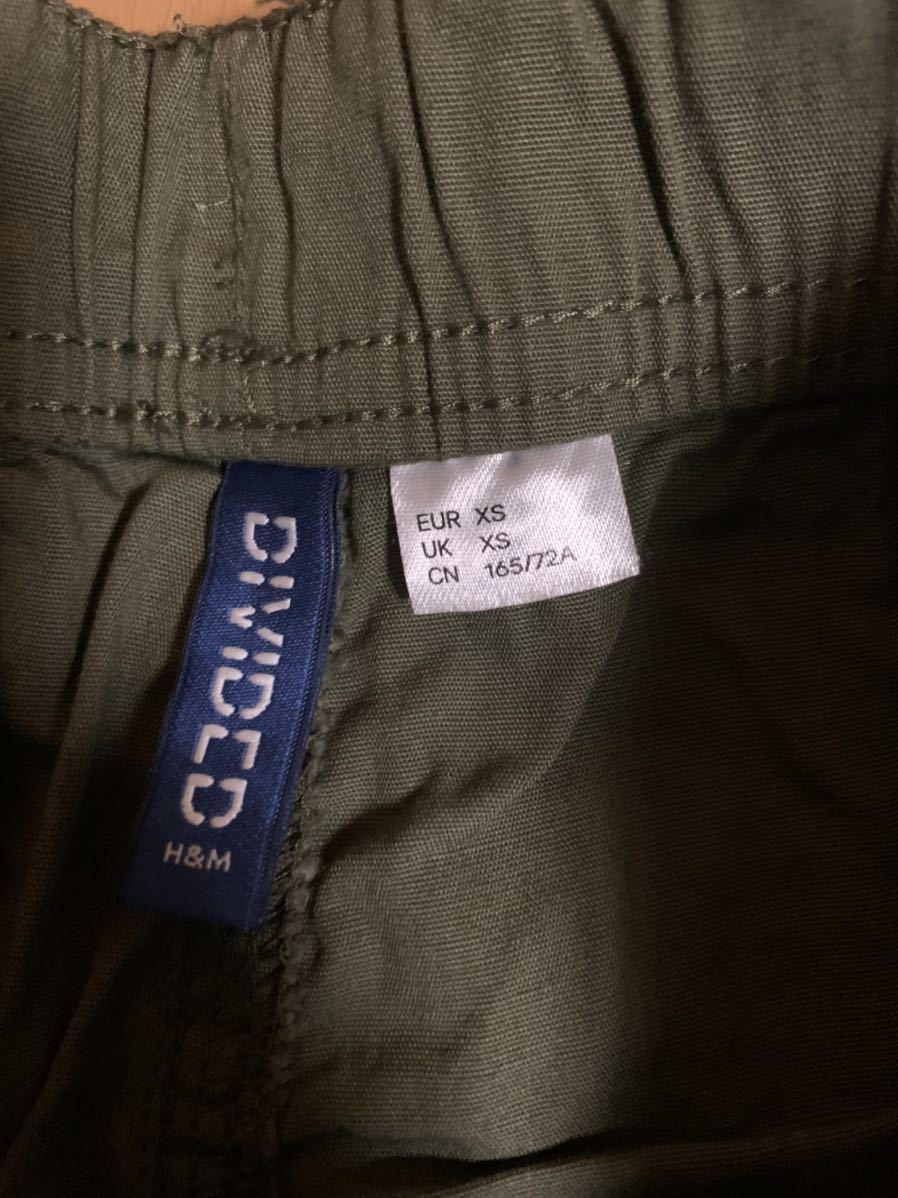 DIVIDED
H&M
EUR XS
UK XS
CN 165/72A